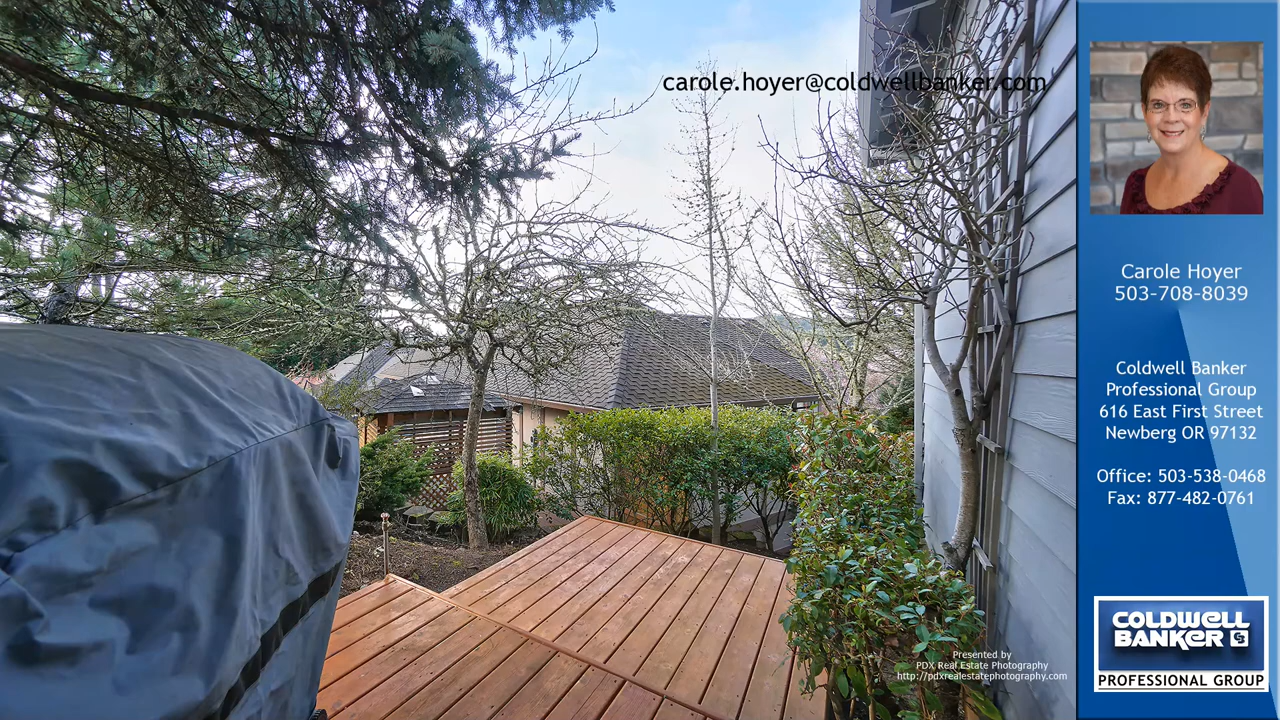 carole.hoyer@coldwellbanker.com
Carole Hoyer
503-708-8039
Coldwell Banker
Professional Group
616 East First Street
Newberg OR 97132
Office: 503-538-0468
Fax: 877-482-0761
COLDWELL
BANKER CB
PROFESSIONAL GROUP
Presented by
PDX Real Estate Photography
http://pdxrealestatephotography.com